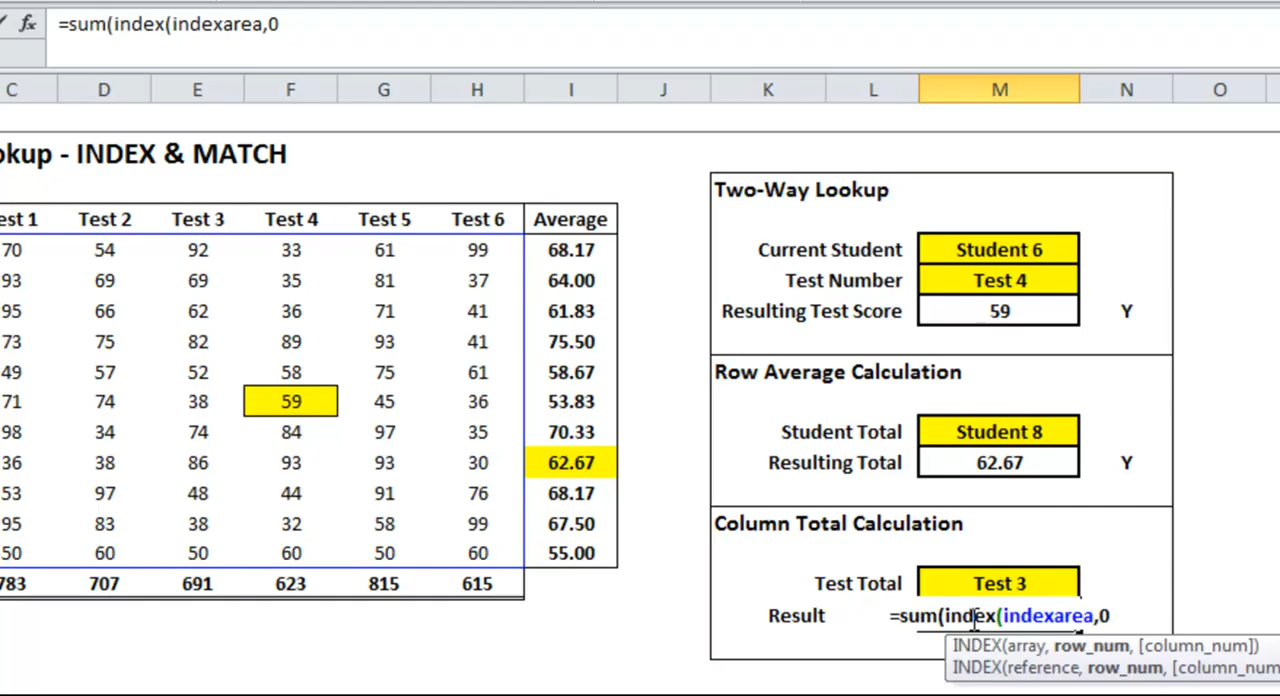 fx =sum(index(indexarea,0
C D E F G H I J K L M N O
okup - INDEX & MATCH
Two-Way Lookup
est 1 Test 2 Test 3 Test 4 Test 5 Test 6 Average
70 54 92 33 61 99 68.17 Current Student Student 6
93 69 69 35 81 37 64.00 Test Number Test 4
95 66 62 36 71 41 61.83 Resulting Test Score 59 Y
73 75 82 89 93 41 75.50
49 57 52 58 75 61 58.67 Row Average Calculation
71 74 38 59 45 36 53.83
98 34 74 84 97 35 70.33 Student Total Student 8
36 38 86 93 93 30 62.67 Resulting Total 62.67 Y
53 97 48 44 91 76 68.17
95 83 38 32 58 99 67.50 Column Total Calculation
50 60 50 60 50 60 55.00
783 707 691 623 815 615 Test Total Test 3
Result =sum(index(indexarea,0
INDEX(array, row_num, [column_num])
INDEX(reference, row_num, [column_num